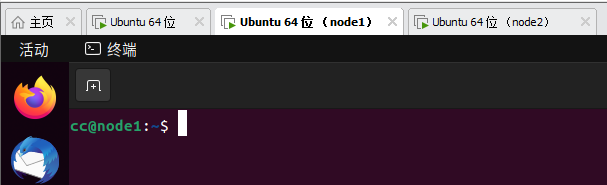 主页 Ubuntu 64 位 Ubuntu 64 位 （node1） Ubuntu 64 位 （node2）
活动 终端
cc@node1:~$